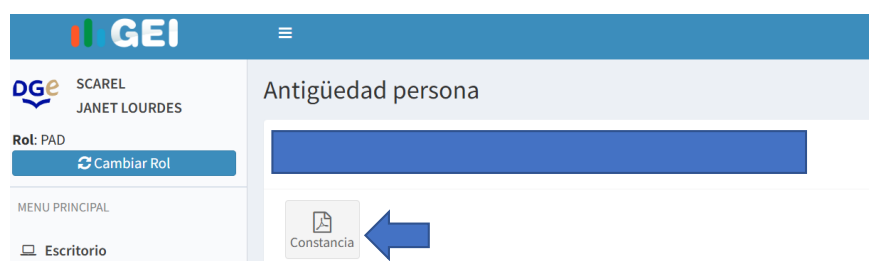 GEI
DGe
SCAREL
JANET LOURDES
Rol: PAD
Cambiar Rol
MENU PRINCIPAL
Escritorio
Antigüedad persona
Constancia